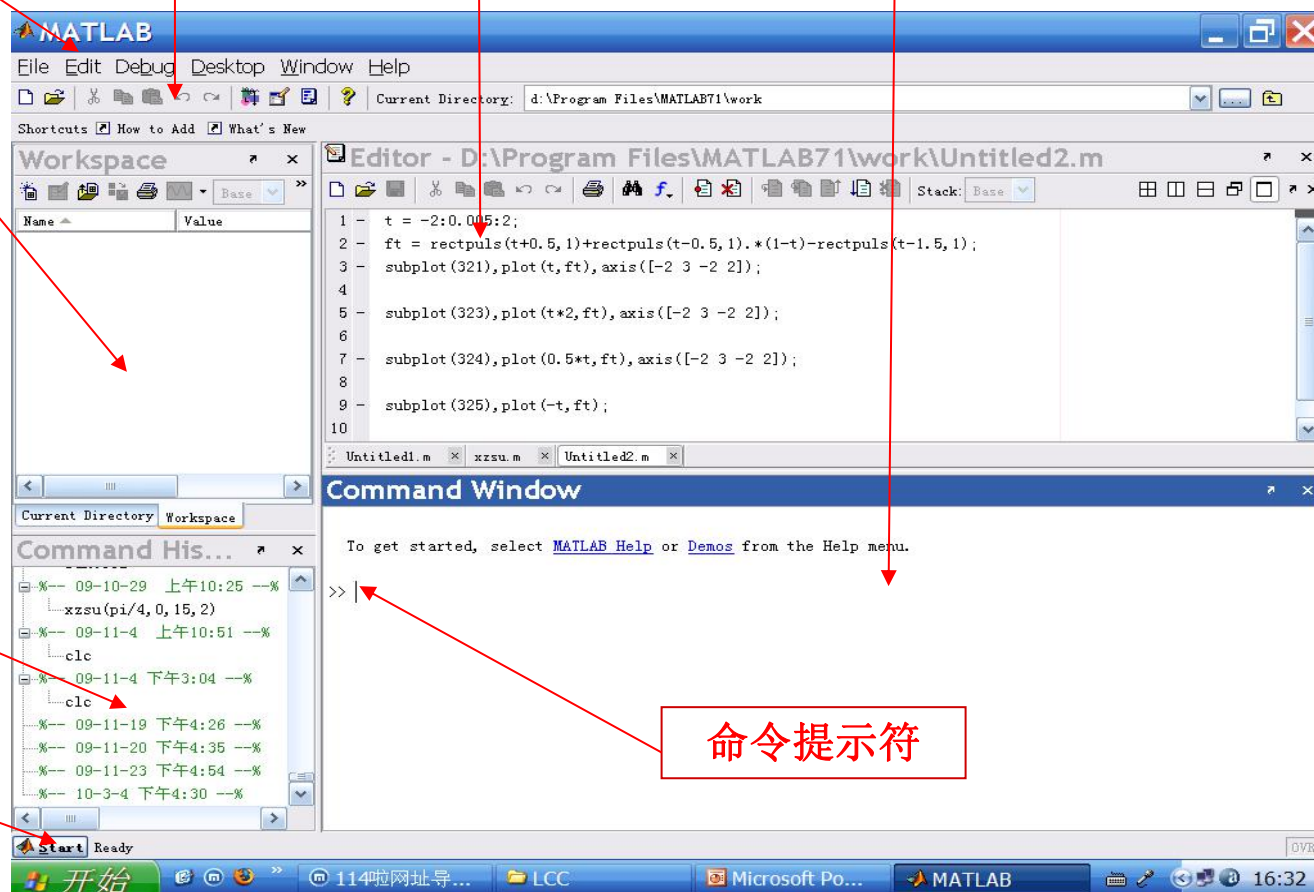 MATLAB
File Edit Debug Desktop Window Help
Current Directory: d:\Program Files\MATLAB71\work
Shortcuts How to Add What's New
Workspace
Base
Name Value
Editor - D:\Program Files\MATLAB71\work\Untitled2.m
Stack: Base
1 - t = -2:0.005:2;
2 - ft = rectpuls(t+0.5,1)+rectpuls(t-0.5,1).*(1-t)-rectpuls(t-1.5,1);
3 - subplot(321),plot(t,ft),axis([-2 3 -2 2]);
4
5 - subplot(323),plot(t*2,ft),axis([-2 3 -2 2]);
6
7 - subplot(324),plot(0.5*t,ft),axis([-2 3 -2 2]);
8
9 - subplot(325),plot(-t,ft);
10
Untitled1.m xzsu.m Untitled2.m
Current Directory Workspace
Command Window
To get started, select MATLAB Help or Demos from the Help menu.
>>
命令提示符
Command His...
%-- 09-10-29 上午10:25 --%
xzsu(pi/4,0,15,2)
%-- 09-11-4 上午10:51 --%
clc
%-- 09-11-4 下午3:04 --%
clc
%-- 09-11-19 下午4:26 --%
%-- 09-11-20 下午4:35 --%
%-- 09-11-23 下午4:54 --%
%-- 10-3-4 下午4:30 --%
Start Ready
OVR
开始 114啦网址导... LCC Microsoft Po... MATLAB 16:32